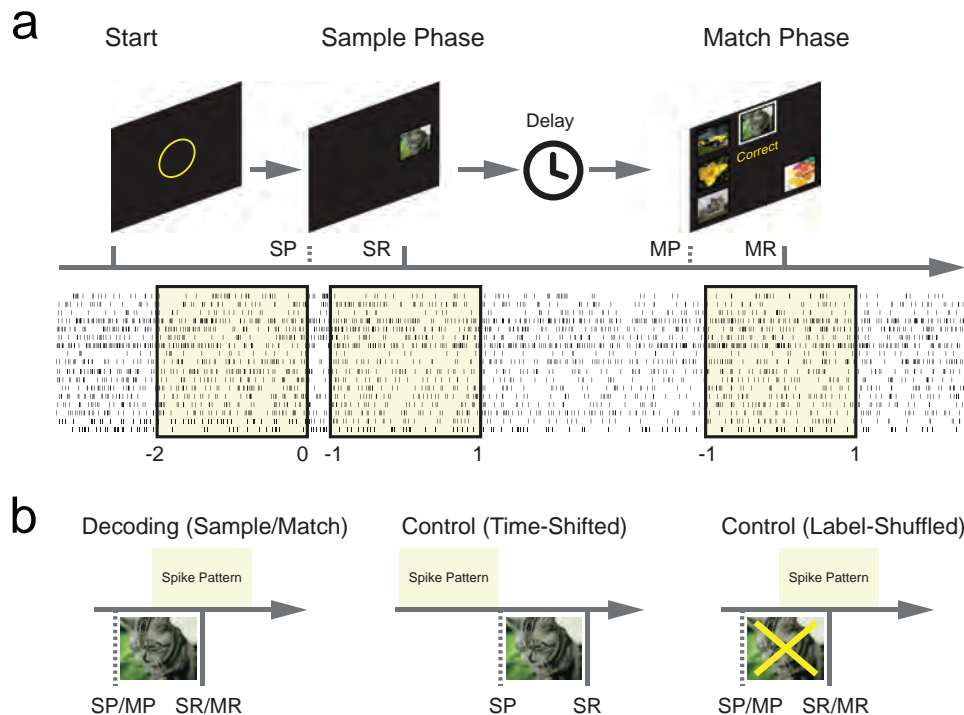 a
Start
Sample Phase
Match Phase
Delay
Correct
SP
SR
MP
MR
-2
0
-1
1
-1
1
b
Decoding (Sample/Match)
Control (Time-Shifted)
Control (Label-Shuffled)
Spike Pattern
Spike Pattern
Spike Pattern
SP/MP
SR/MR
SP
SR
SP/MP
SR/MR